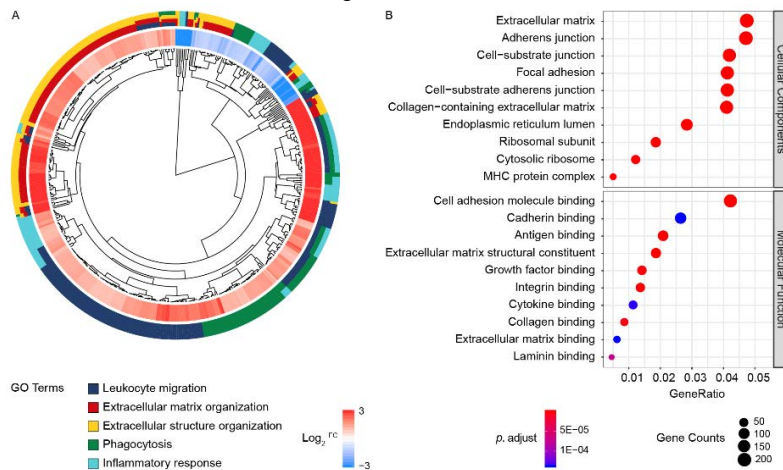 A
B
Extracellular matrix
Adherens junction
Cell-substrate junction
Focal adhesion
Cell-substrate adherens junction
Collagen-containing extracellular matrix
Endoplasmic reticulum lumen
Ribosomal subunit
Cytosolic ribosome
MHC protein complex
Cellular Components
Cell adhesion molecule binding
Cadherin binding
Antigen binding
Extracellular matrix structural constituent
Growth factor binding
Integrin binding
Cytokine binding
Collagen binding
Extracellular matrix binding
Laminin binding
Molecular Function
0.01 0.02 0.03 0.04 0.05
GeneRatio
GO Terms
Leukocyte migration
Extracellular matrix organization
Extracellular structure organization
Phagocytosis
Inflammatory response
Log2 FC
3
−3
p. adjust
5E-05
1E-04
Gene Counts
50
100
150
200